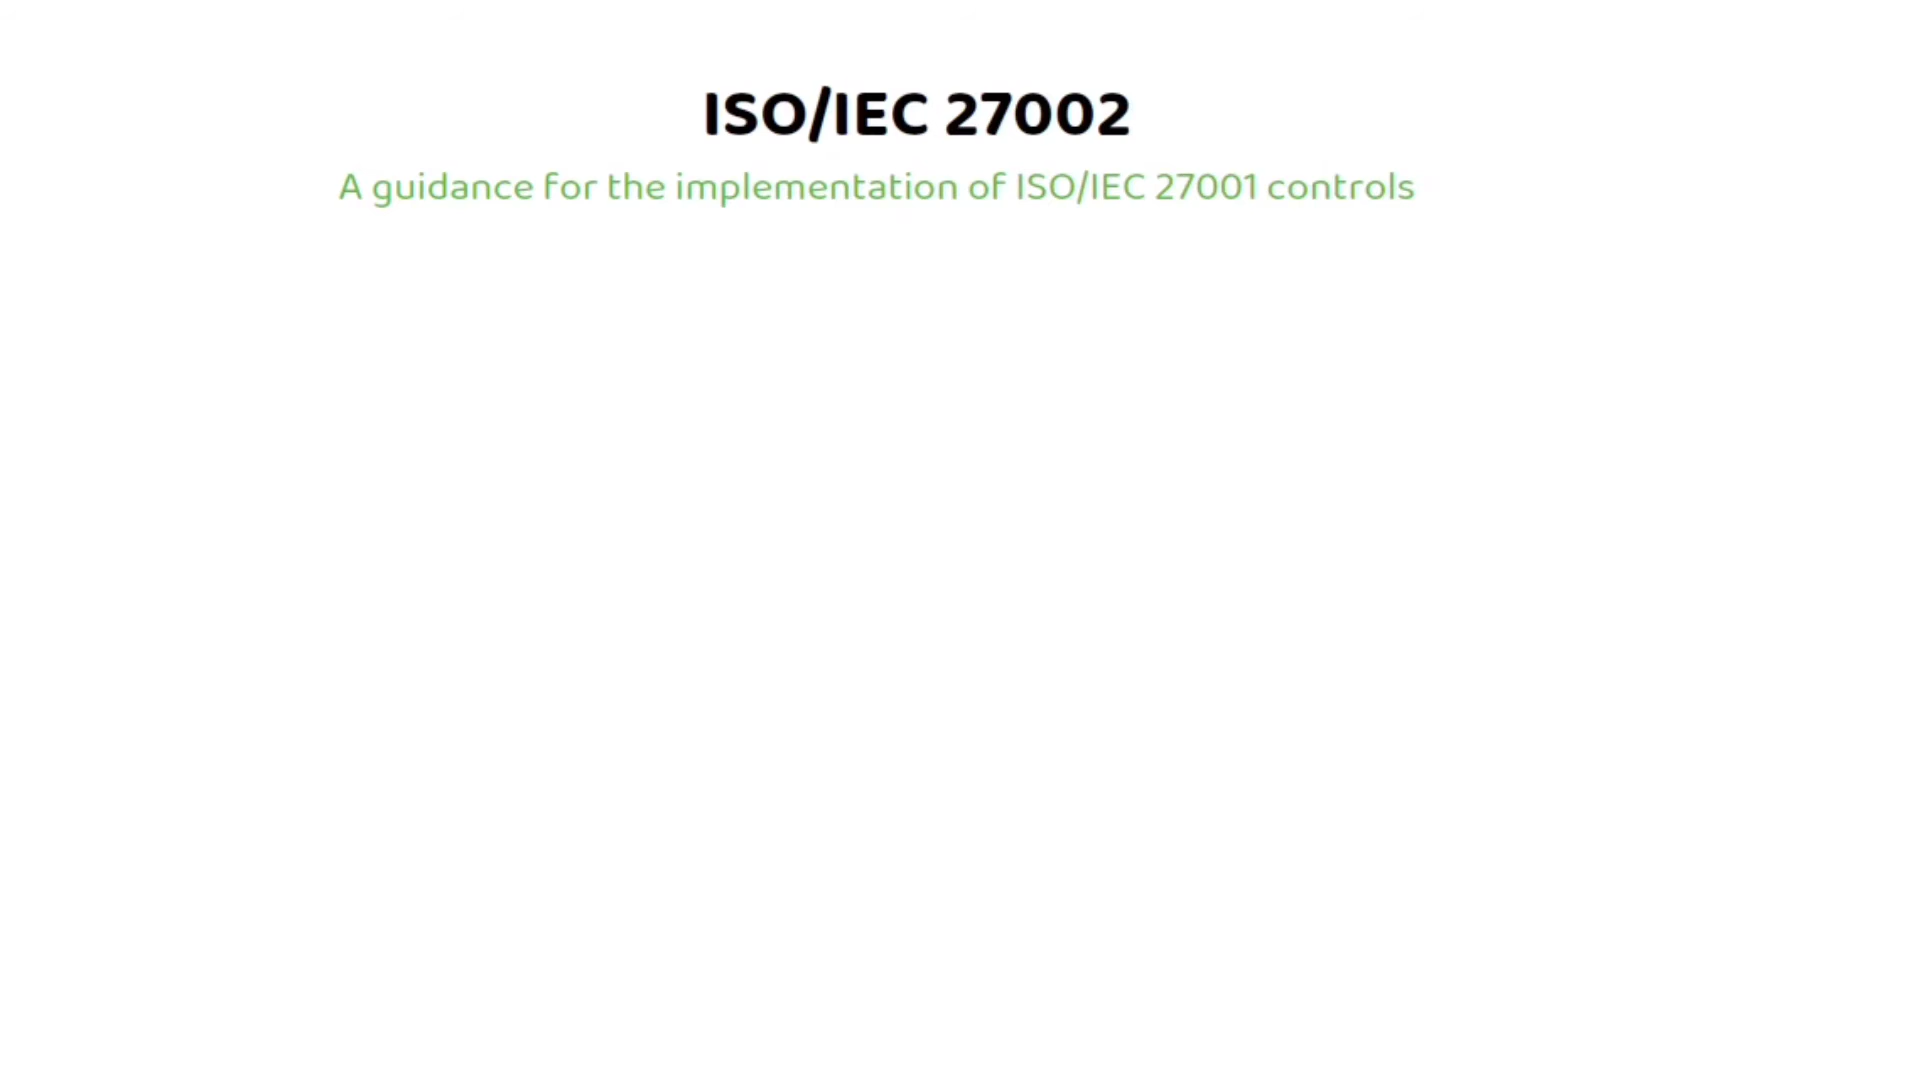 ISO/IEC 27002
A guidance for the implementation of ISO/IEC 27001 controls